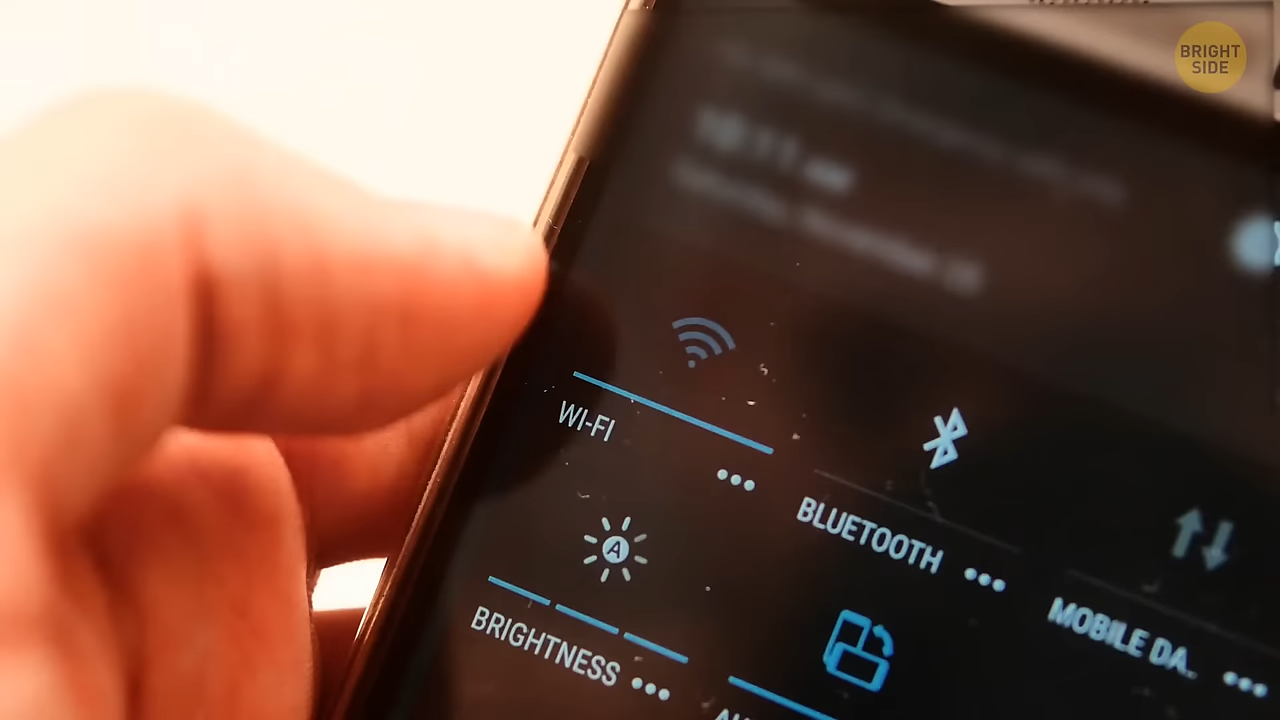 BRIGHT
SIDE
WI-FI
BLUETOOTH
MOBILE DA..
A
BRIGHTNESS